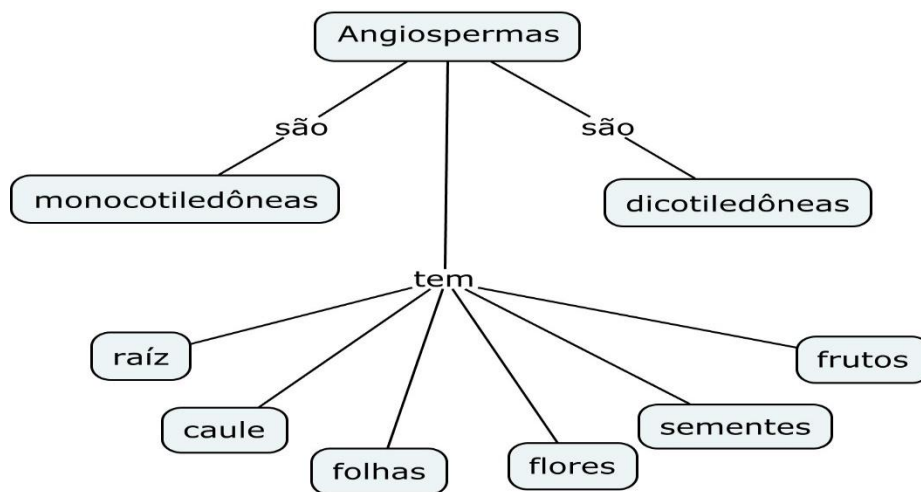 Angiospermas
são
são
monocotiledôneas
dicotiledôneas
tem
raíz
frutos
caule
sementes
folhas
flores